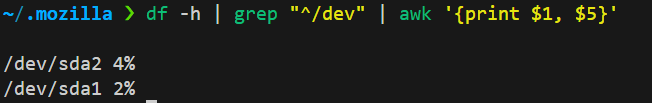 ~/.mozilla ❯ df -h | grep "^/dev" | awk '{print $1, $5}'
/dev/sda2 4%
/dev/sda1 2%